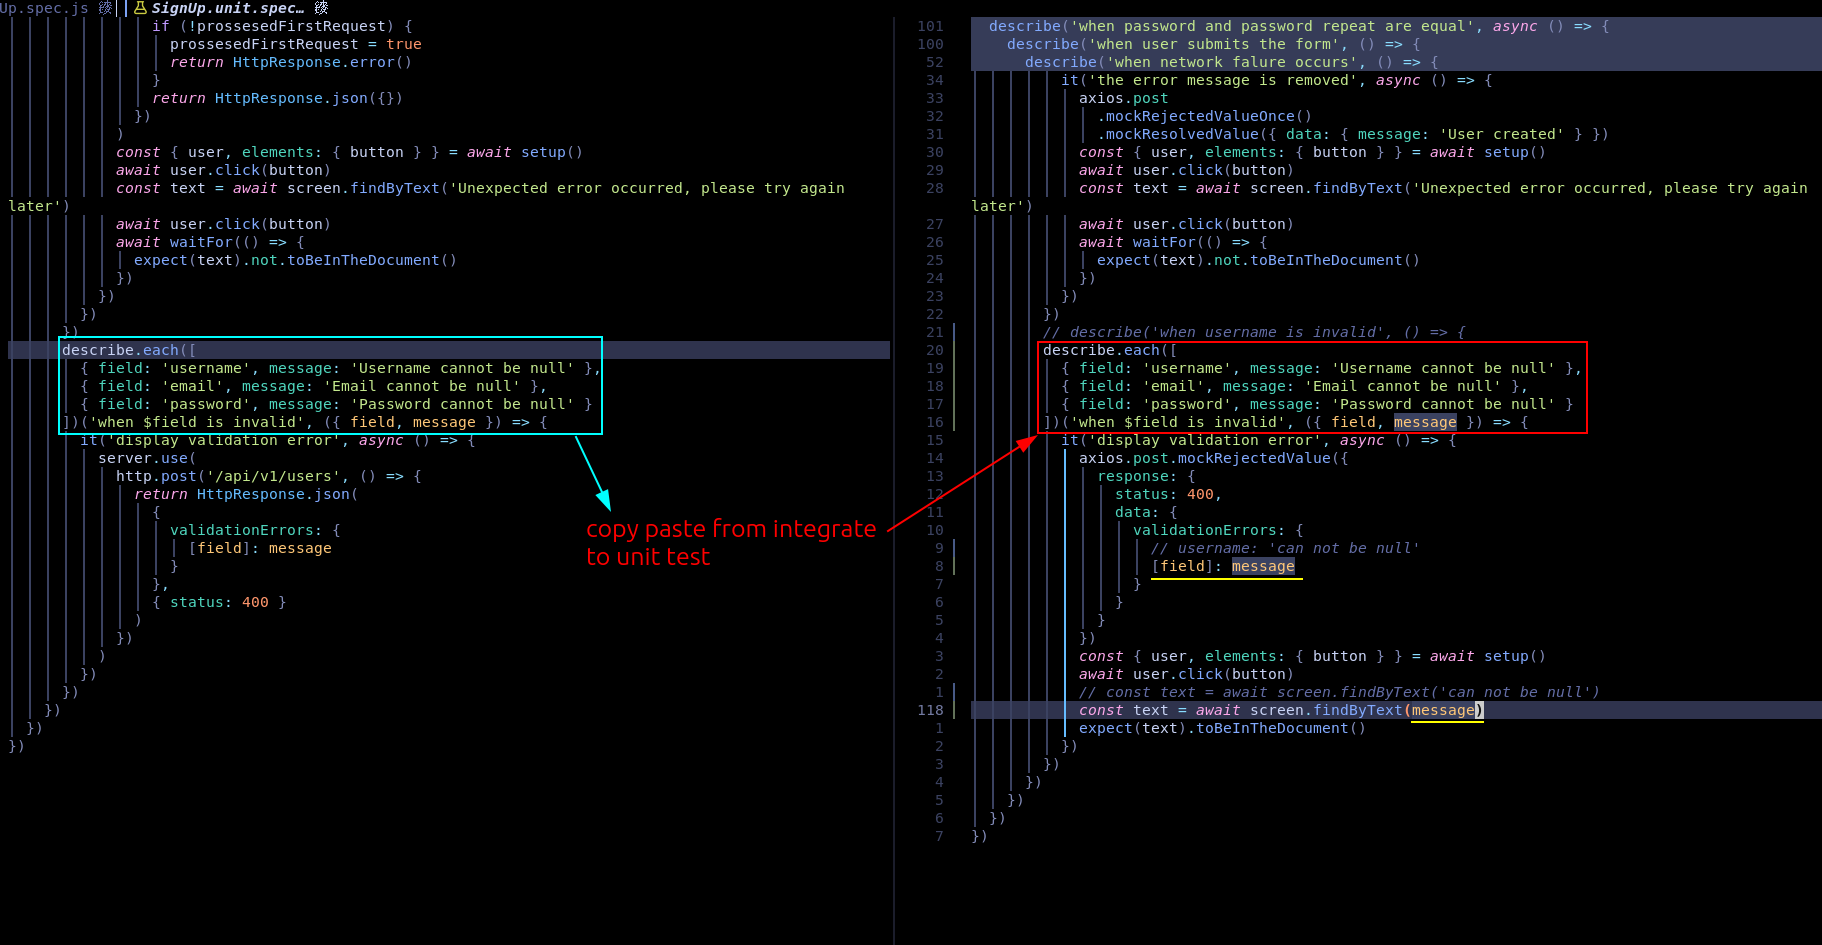 Up.spec.js SignUp.unit.spec…
if (!prossesedFirstRequest) {
prossesedFirstRequest = true
return HttpResponse.error()
}
return HttpResponse.json({})
})
)
const { user, elements: { button } } = await setup()
await user.click(button)
const text = await screen.findByText('Unexpected error occurred, please try again
later')
await user.click(button)
await waitFor(() => {
expect(text).not.toBeInTheDocument()
})
})
})
})
describe.each([
{ field: 'username', message: 'Username cannot be null' },
{ field: 'email', message: 'Email cannot be null' },
{ field: 'password', message: 'Password cannot be null' }
])('when $field is invalid', ({ field, message }) => {
it('display validation error', async () => {
server.use(
http.post('/api/v1/users', () => {
return HttpResponse.json(
{
validationErrors: {
[field]: message
}
},
{ status: 400 }
)
})
)
})
})
})
})
})
copy paste from integrate
to unit test
101 describe('when password and password repeat are equal', async () => {
100 describe('when user submits the form', () => {
52 describe('when network falure occurs', () => {
34 it('the error message is removed', async () => {
33 axios.post
32 .mockRejectedValueOnce()
31 .mockResolvedValue({ data: { message: 'User created' } })
30 const { user, elements: { button } } = await setup()
29 await user.click(button)
28 const text = await screen.findByText('Unexpected error occurred, please try again
later')
27 await user.click(button)
26 await waitFor(() => {
25 expect(text).not.toBeInTheDocument()
24 })
23 })
22 })
21 // describe('when username is invalid', () => {
20 describe.each([
19 { field: 'username', message: 'Username cannot be null' },
18 { field: 'email', message: 'Email cannot be null' },
17 { field: 'password', message: 'Password cannot be null' }
16 ])('when $field is invalid', ({ field, message }) => {
15 it('display validation error', async () => {
14 axios.post.mockRejectedValue({
13 response: {
12 status: 400,
11 data: {
10 validationErrors: {
9 // username: 'can not be null'
8 [field]: message
7 }
6 }
5 }
4 })
3 const { user, elements: { button } } = await setup()
2 await user.click(button)
1 // const text = await screen.findByText('can not be null')
118 const text = await screen.findByText(message)
1 expect(text).toBeInTheDocument()
2 })
3 })
4 })
5 })
6 })
7 })